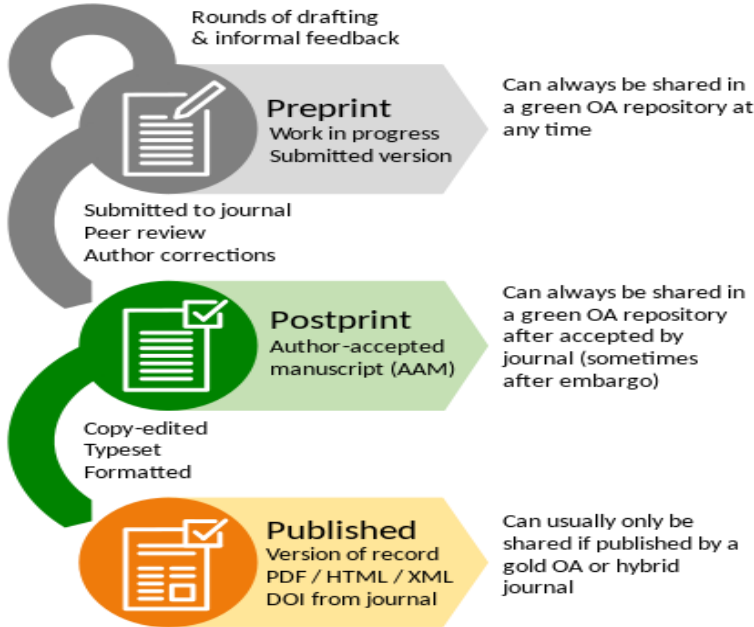 Rounds of drafting
& informal feedback
Preprint
Work in progress
Submitted version
Can always be shared in
a green OA repository at
any time
Submitted to journal
Peer review
Author corrections
Postprint
Author-accepted
manuscript (AAM)
Can always be shared in
a green OA repository
after accepted by
journal (sometimes
after embargo)
Copy-edited
Typeset
Formatted
Published
Version of record
PDF / HTML / XML
DOI from journal
Can usually only be
shared if published by a
gold OA or hybrid
journal